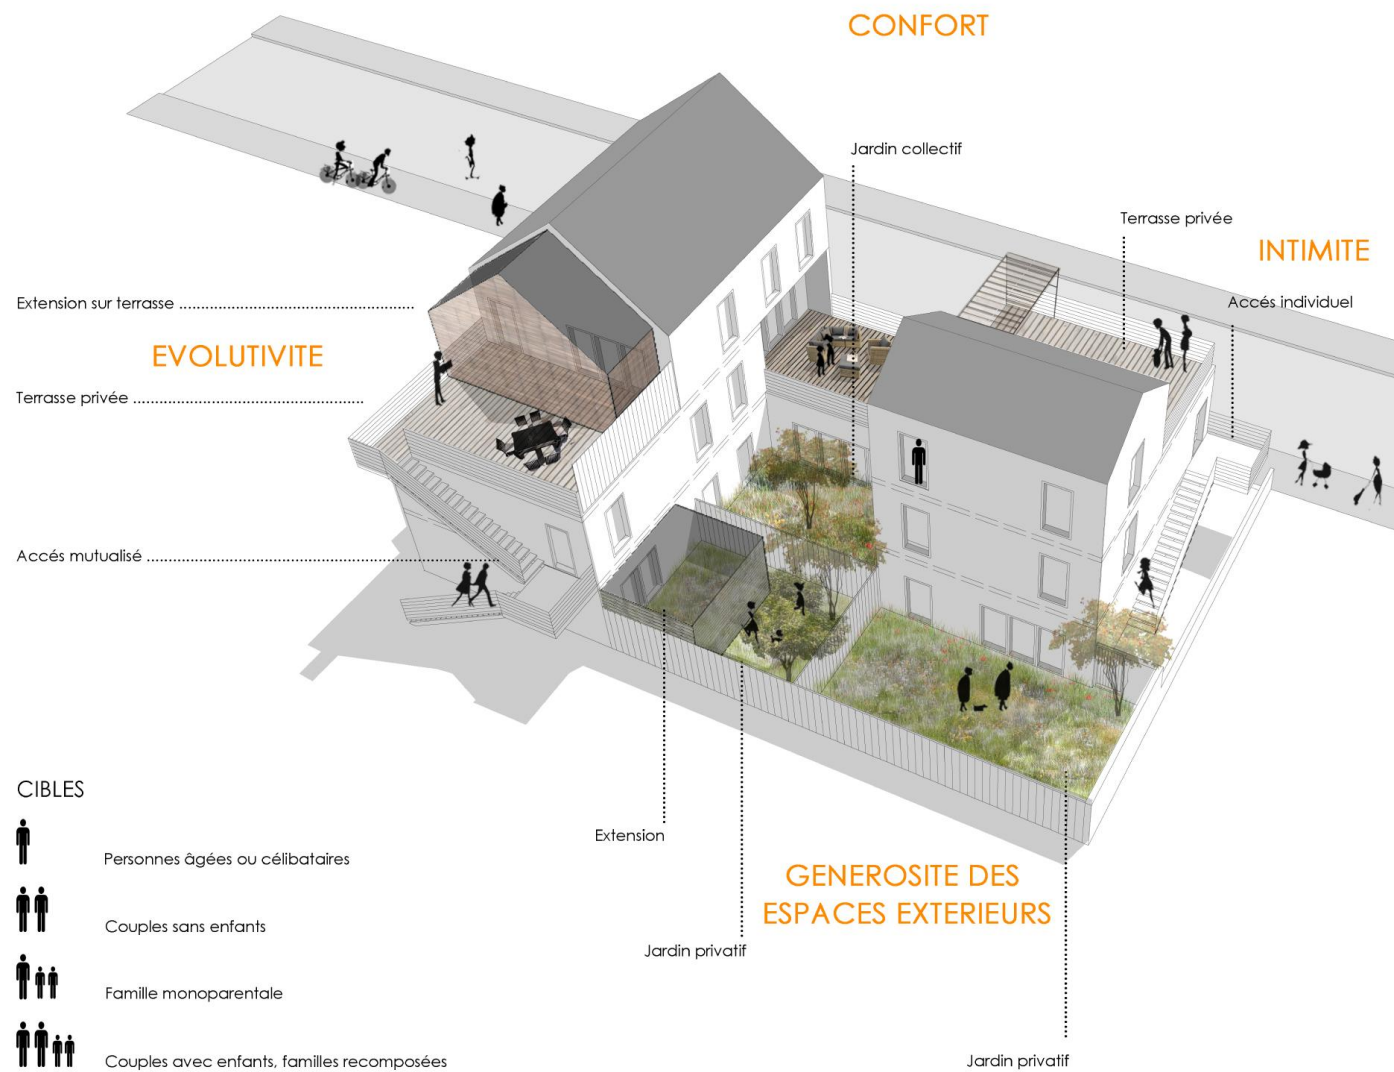 CONFORT
Jardin collectif
Terrasse privée
INTIMITE
Accés individuel
Extension sur terrasse
EVOLUTIVITE
Terrasse privée
Accés mutualisé
CIBLES
Personnes âgées ou célibataires
Couples sans enfants
Famille monoparentale
Couples avec enfants, familles recomposées
Extension
GENEROSITE DES
ESPACES EXTERIEURS
Jardin privatif
Jardin privatif